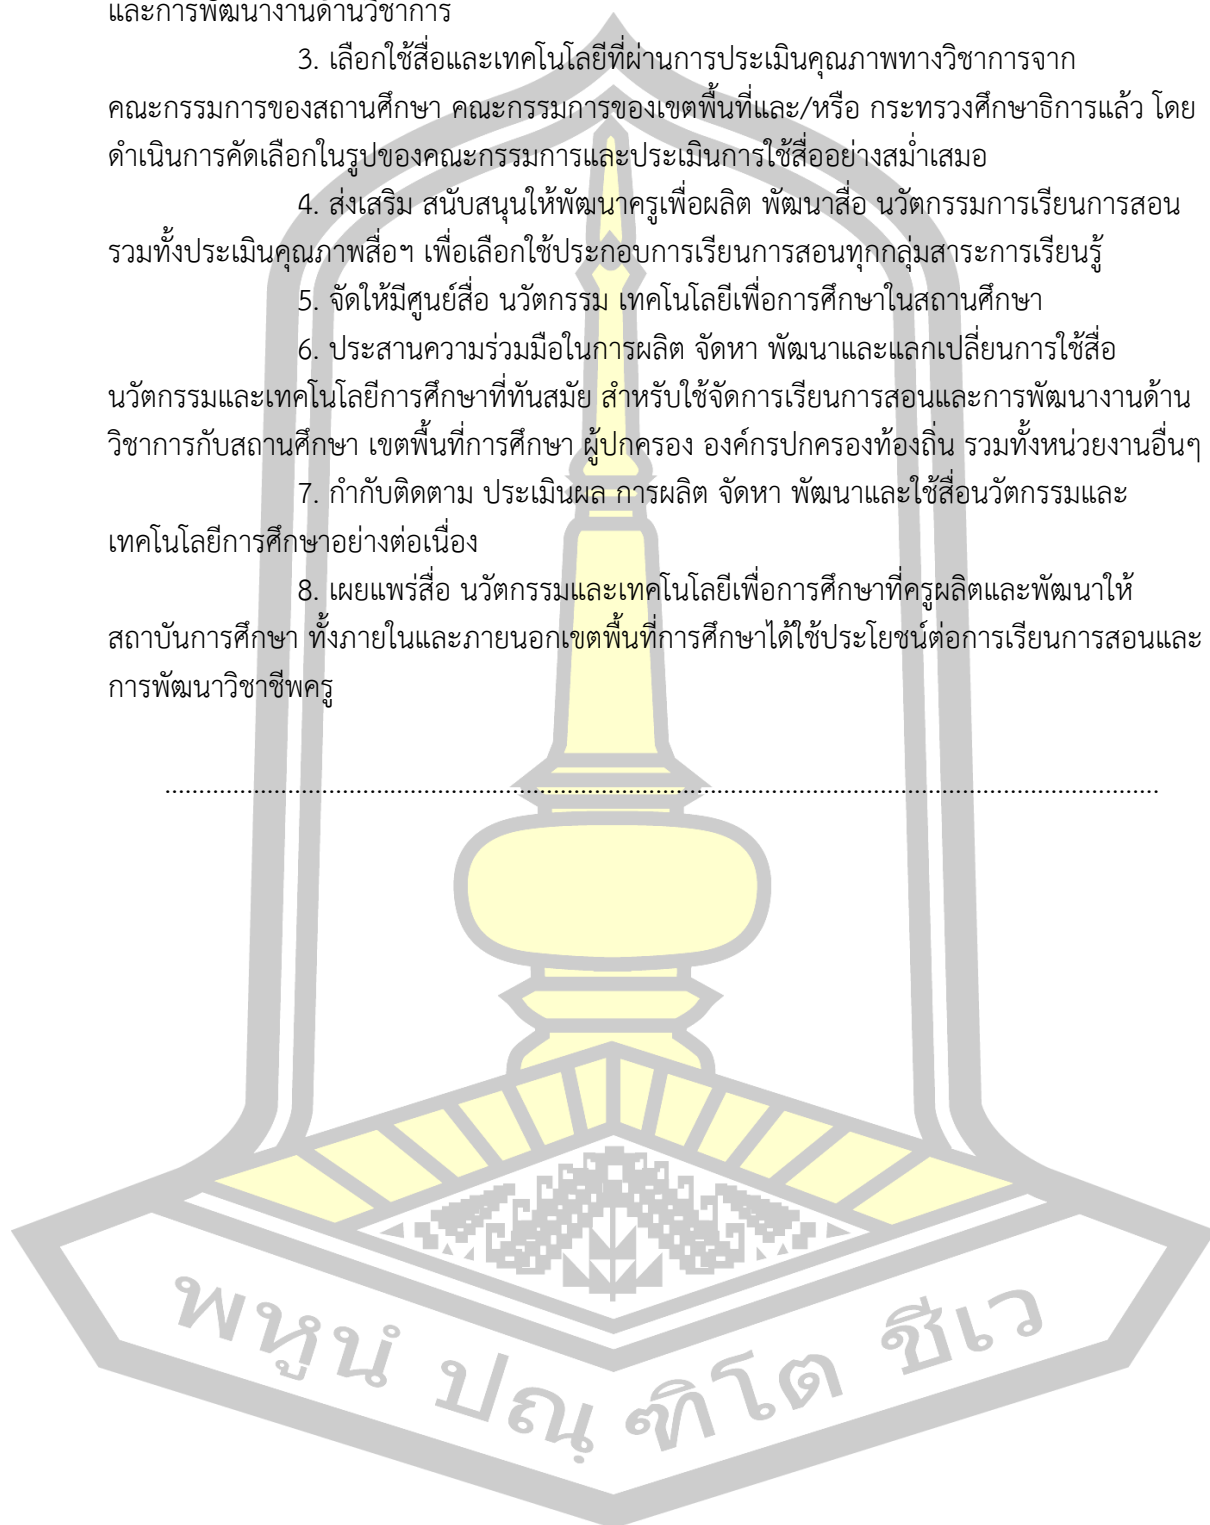 และการพัฒนางานด้านวิชาการ
3. เลือกใช้สื่อและเทคโนโลยีที่ผ่านการประเมินคุณภาพทางวิชาการจาก
คณะกรรมการของสถานศึกษา คณะกรรมการของเขตพื้นที่และ/หรือ กระทรวงศึกษาธิการแล้ว โดย
ดำเนินการคัดเลือกในรูปของคณะกรรมการและประเมินการใช้สื่ออย่างสม่ำเสมอ
4. ส่งเสริม สนับสนุนให้พัฒนาครูเพื่อผลิต พัฒนาสื่อ นวัตกรรมการเรียนการสอน
รวมทั้งประเมินคุณภาพสื่อฯ เพื่อเลือกใช้ประกอบการเรียนการสอนทุกกลุ่มสาระการเรียนรู้
5. จัดให้มีศูนย์สื่อ นวัตกรรม เทคโนโลยีเพื่อการศึกษาในสถานศึกษา
6. ประสานความร่วมมือในการผลิต จัดหา พัฒนาและแลกเปลี่ยนการใช้สื่อ
นวัตกรรมและเทคโนโลยีการศึกษาที่ทันสมัย สำหรับใช้จัดการเรียนการสอนและการพัฒนางานด้าน
วิชาการกับสถานศึกษา เขตพื้นที่การศึกษา ผู้ปกครอง องค์กรปกครองท้องถิ่น รวมทั้งหน่วยงานอื่นๆ
7. กำกับติดตาม ประเมินผล การผลิต จัดหา พัฒนาและใช้สื่อนวัตกรรมและ
เทคโนโลยีการศึกษาอย่างต่อเนื่อง
8. เผยแพร่สื่อ นวัตกรรมและเทคโนโลยีเพื่อการศึกษาที่ครูผลิตและพัฒนาให้
สถาบันการศึกษา ทั้งภายในและภายนอกเขตพื้นที่การศึกษาได้ใช้ประโยชน์ต่อการเรียนการสอนและ
การพัฒนาวิชาชีพครู
พหูนํ ปณฺฑิโต ชีเว